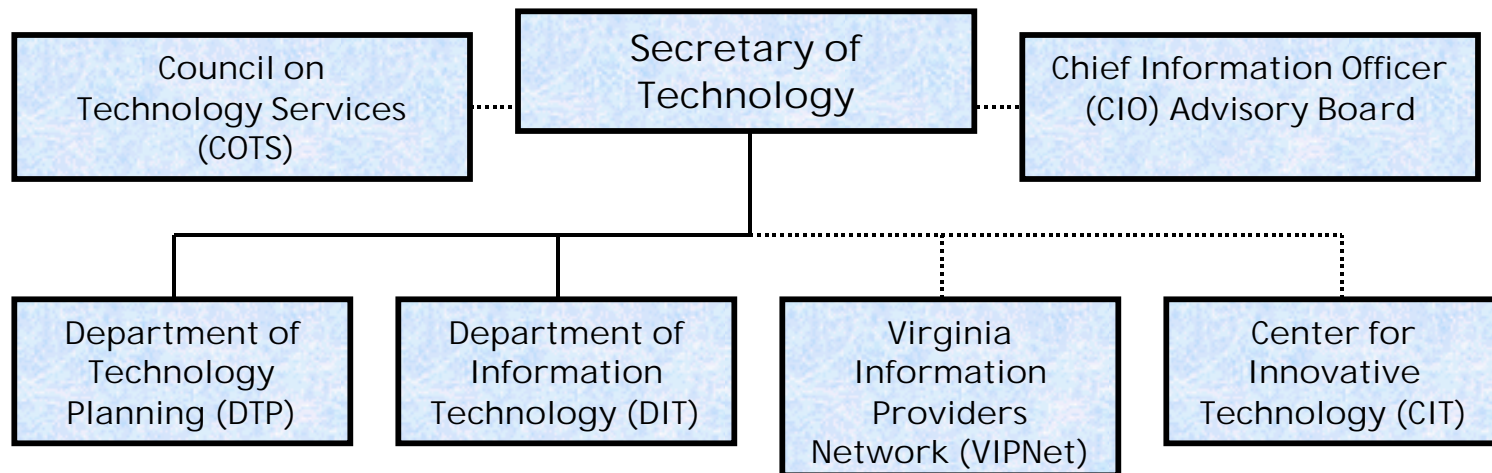 Council on
Technology Services
(COTS)
Secretary of
Technology
Chief Information Officer
(CIO) Advisory Board
Department of
Technology
Planning (DTP)
Department of
Information
Technology (DIT)
Virginia
Information
Providers
Network (VIPNet)
Center for
Innovative
Technology (CIT)